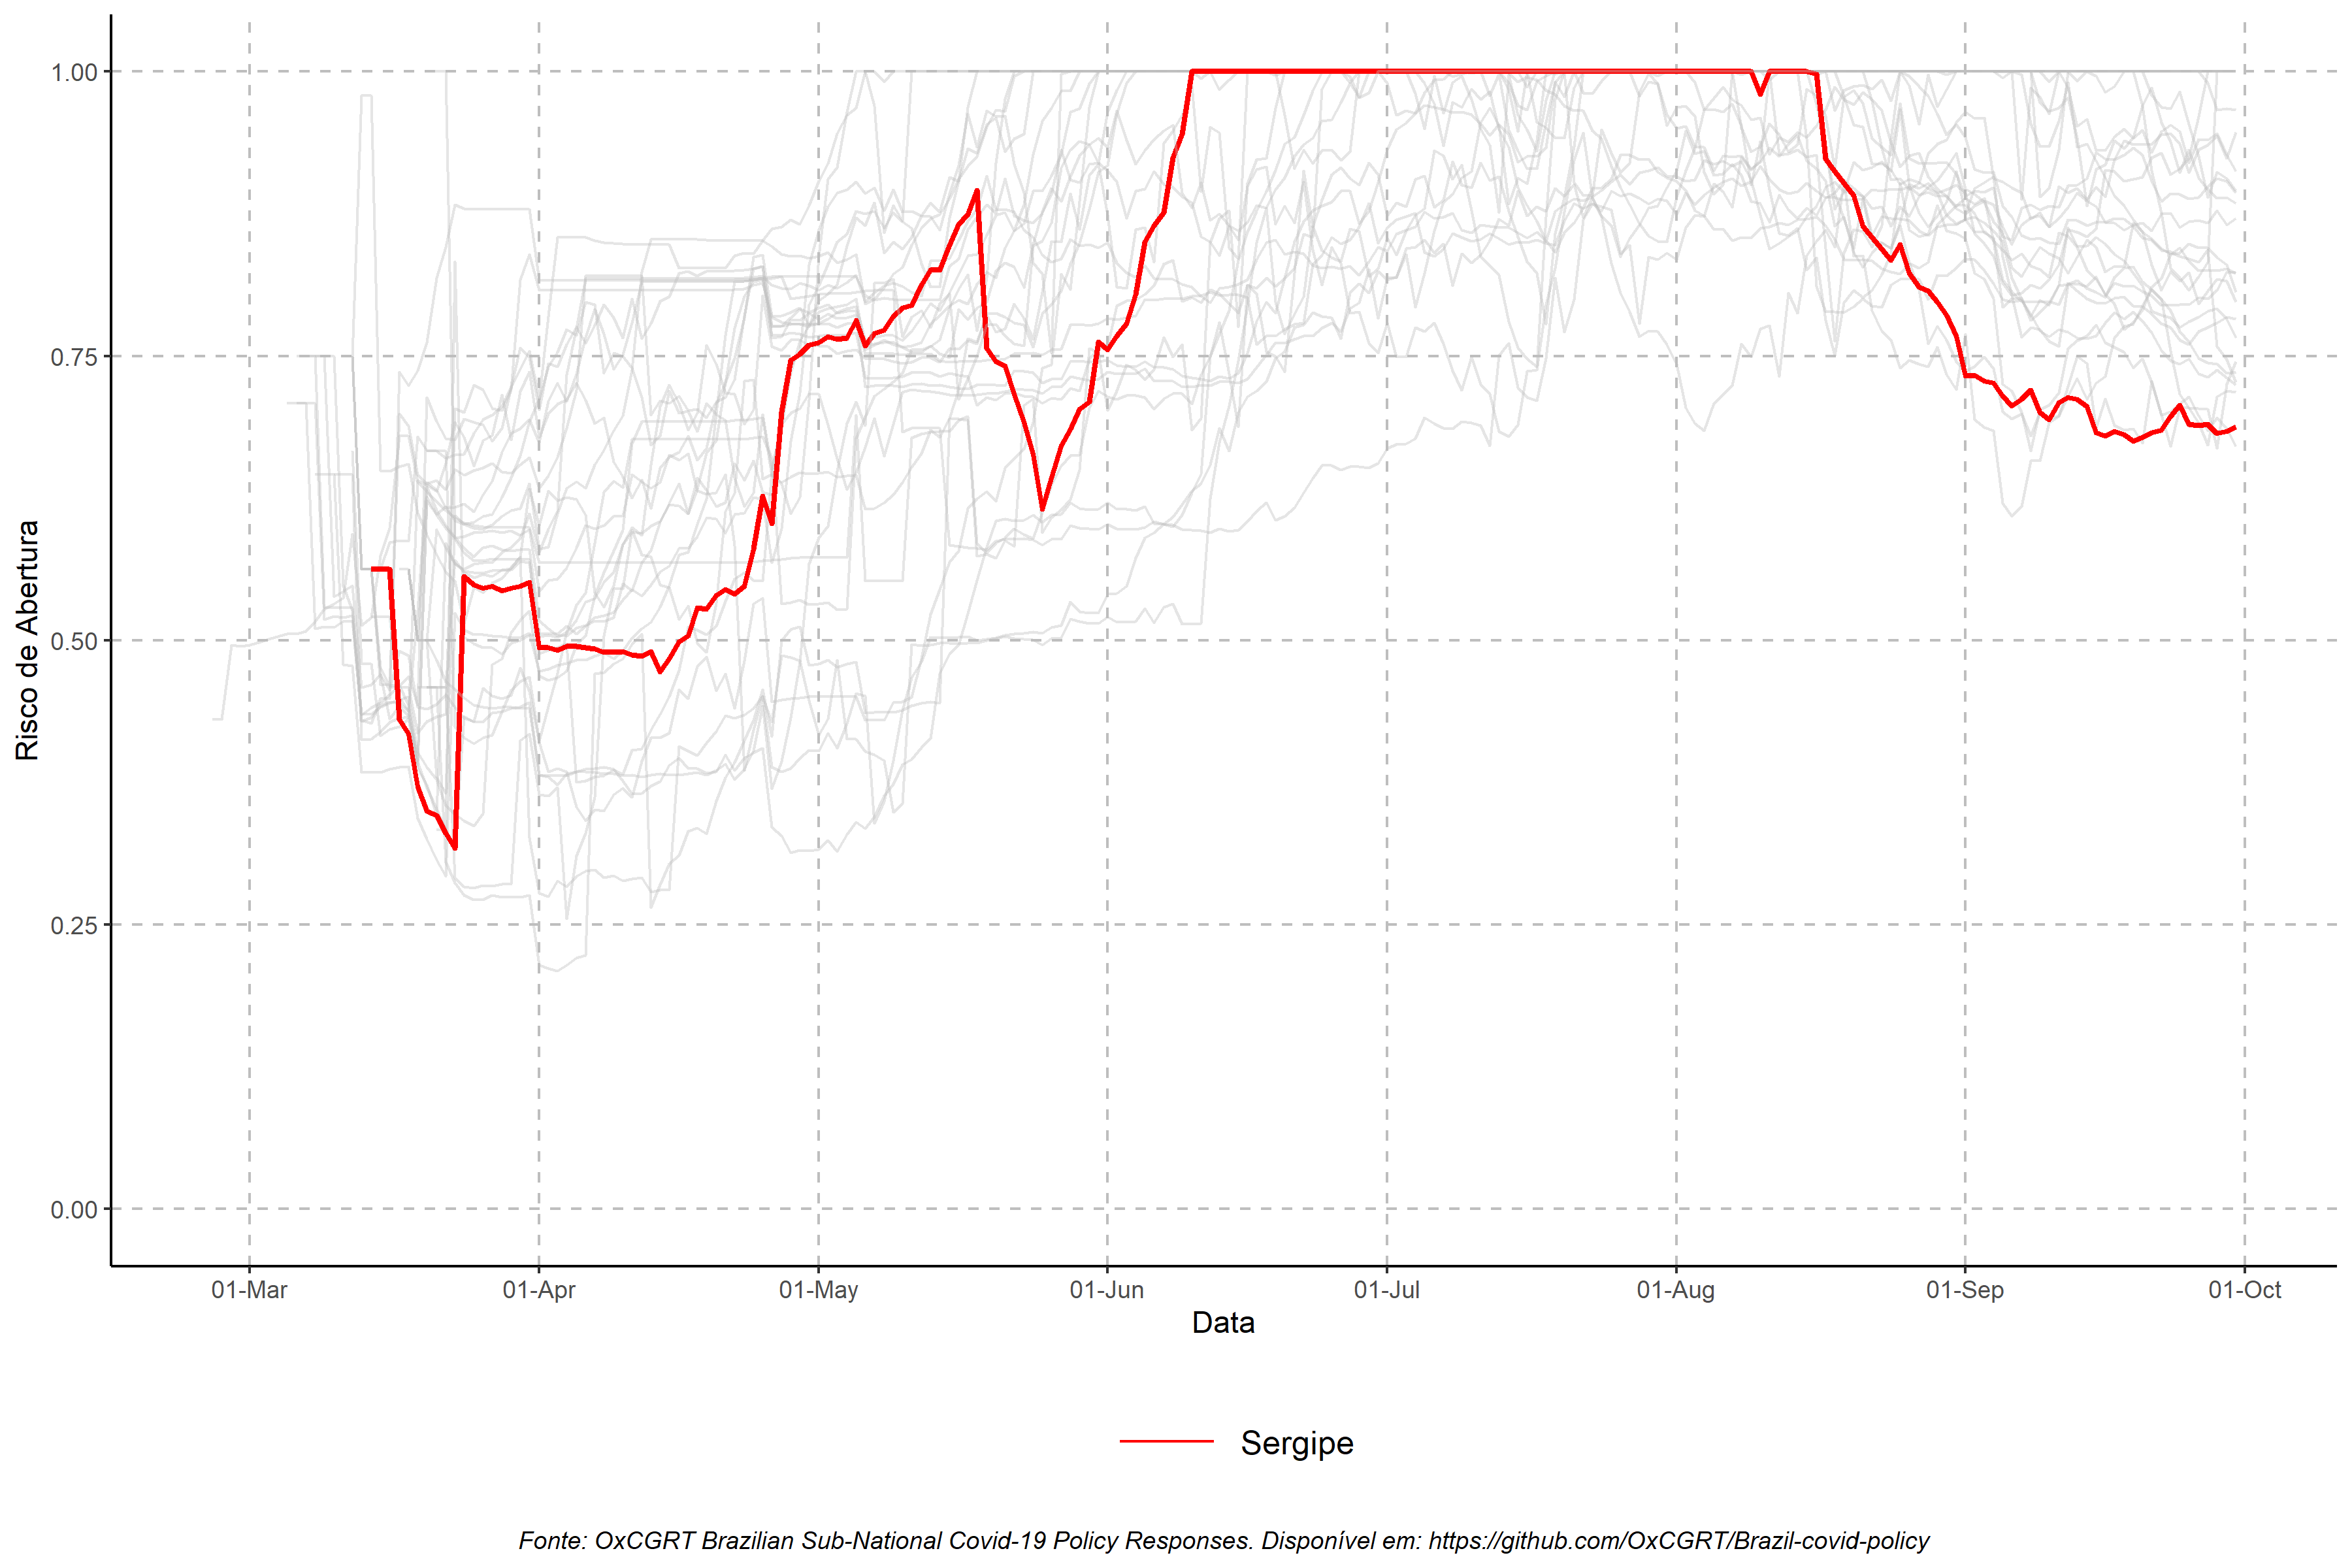 1.00
0.75
0.50
0.25
0.00
Risco de Abertura
01-Mar 01-Apr 01-May 01-Jun 01-Jul 01-Aug 01-Sep 01-Oct
Data
Sergipe
Fonte: OxCGRT Brazilian Sub-National Covid-19 Policy Responses. Disponível em: https://github.com/OxCGRT/Brazil-covid-policy